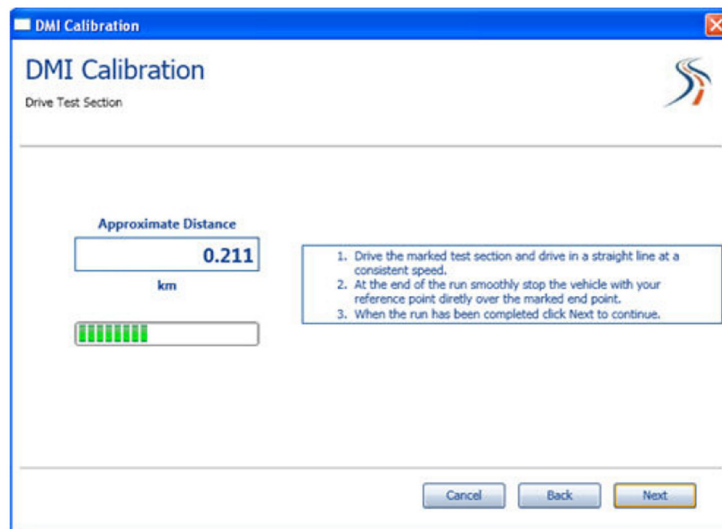 DMI Calibration
DMI Calibration
Drive Test Section
Approximate Distance
0.211
km
1. Drive the marked test section and drive in a straight line at a
consistent speed.
2. At the end of the run smoothly stop the vehicle with your
reference point diretly over the marked end point.
3. When the run has been completed click Next to continue.
Cancel
Back
Next